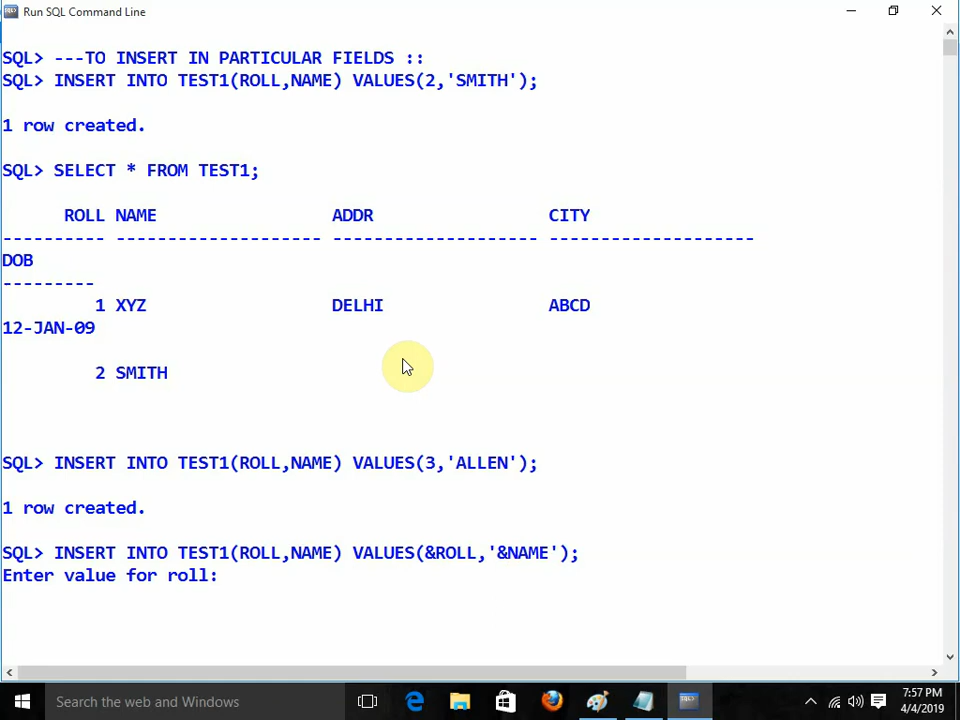 Run SQL Command Line
SQL> ---TO INSERT IN PARTICULAR FIELDS ::
SQL> INSERT INTO TEST1(ROLL,NAME) VALUES(2,'SMITH');
1 row created.
SQL> SELECT * FROM TEST1;
ROLL NAME ADDR CITY
---------- -------------------- -------------------- --------------------
DOB
---------
1 XYZ DELHI ABCD
12-JAN-09
2 SMITH
SQL> INSERT INTO TEST1(ROLL,NAME) VALUES(3,'ALLEN');
1 row created.
SQL> INSERT INTO TEST1(ROLL,NAME) VALUES(&ROLL,'&NAME');
Enter value for roll:
Search the web and Windows
7:57 PM
4/4/2019